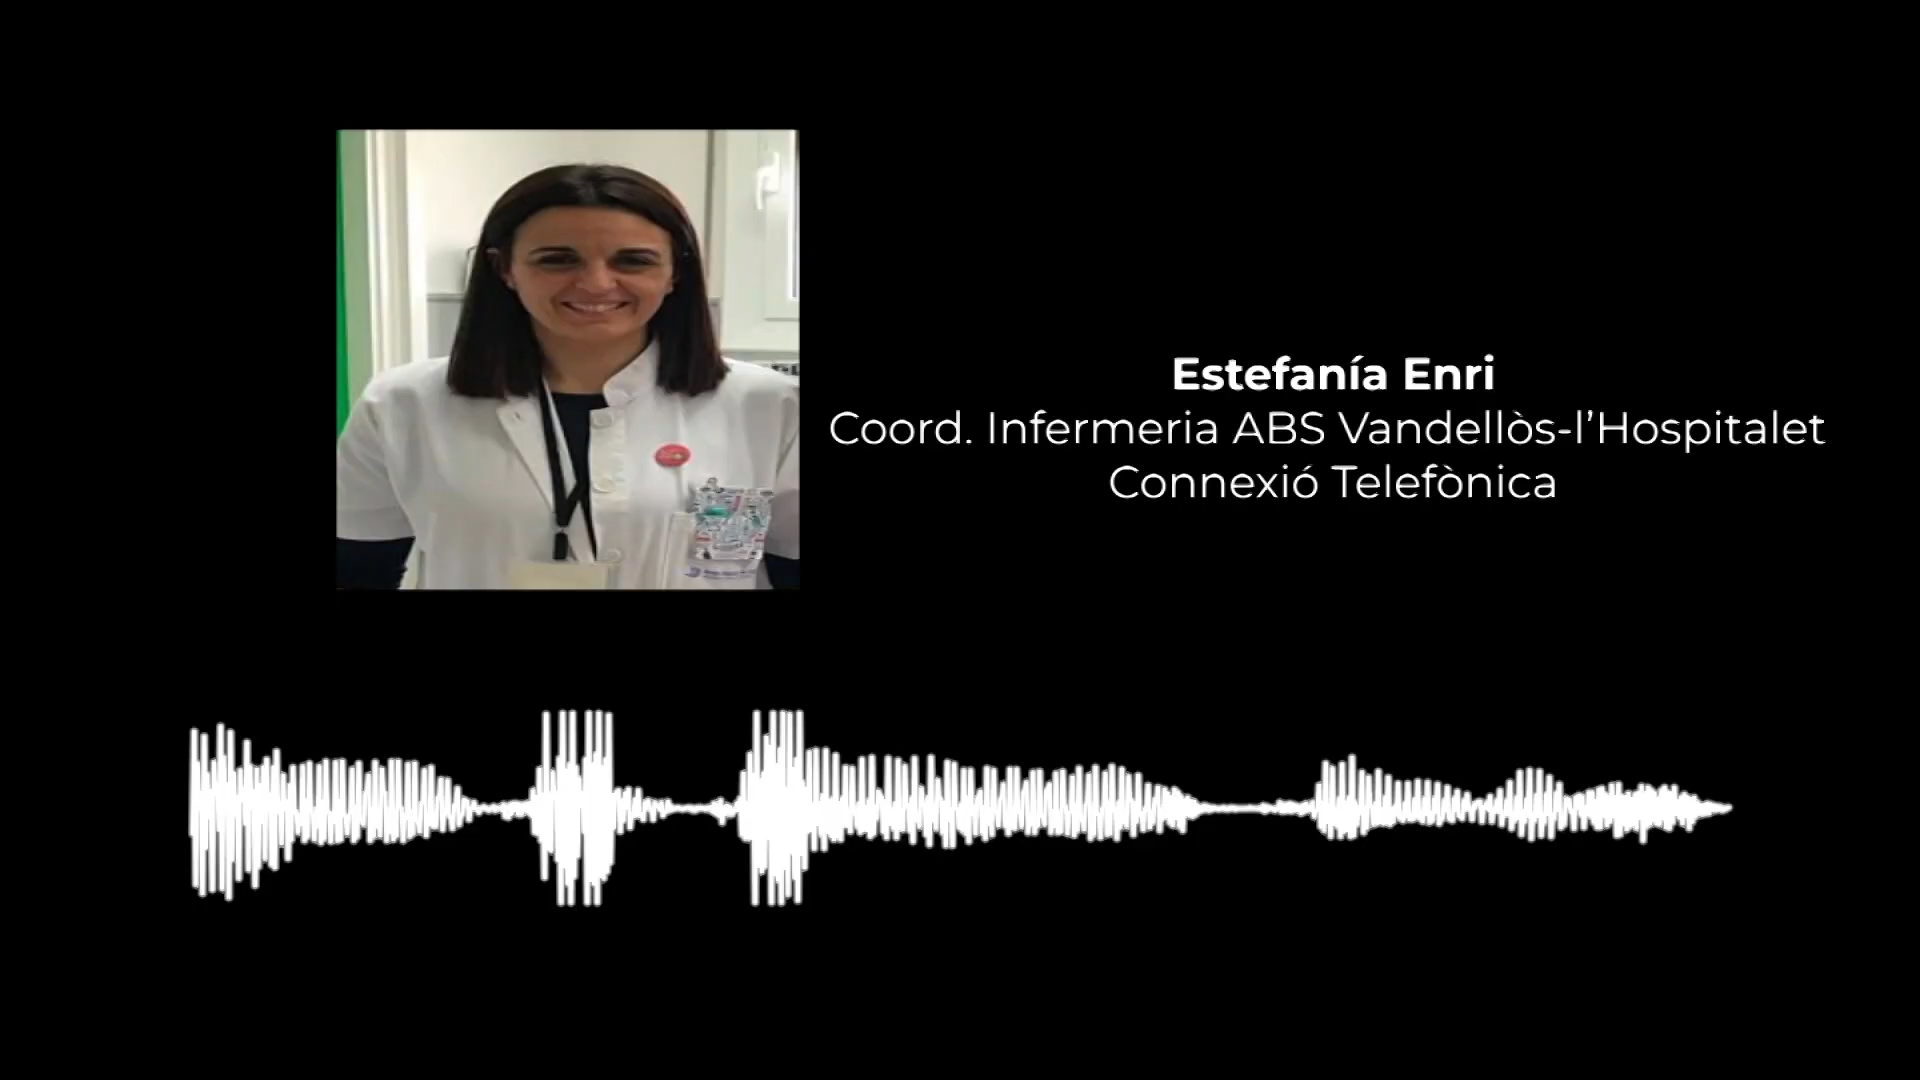 Estefanía Enri
Coord. Infermeria ABS Vandellòs-l’Hospitalet
Connexió Telefònica